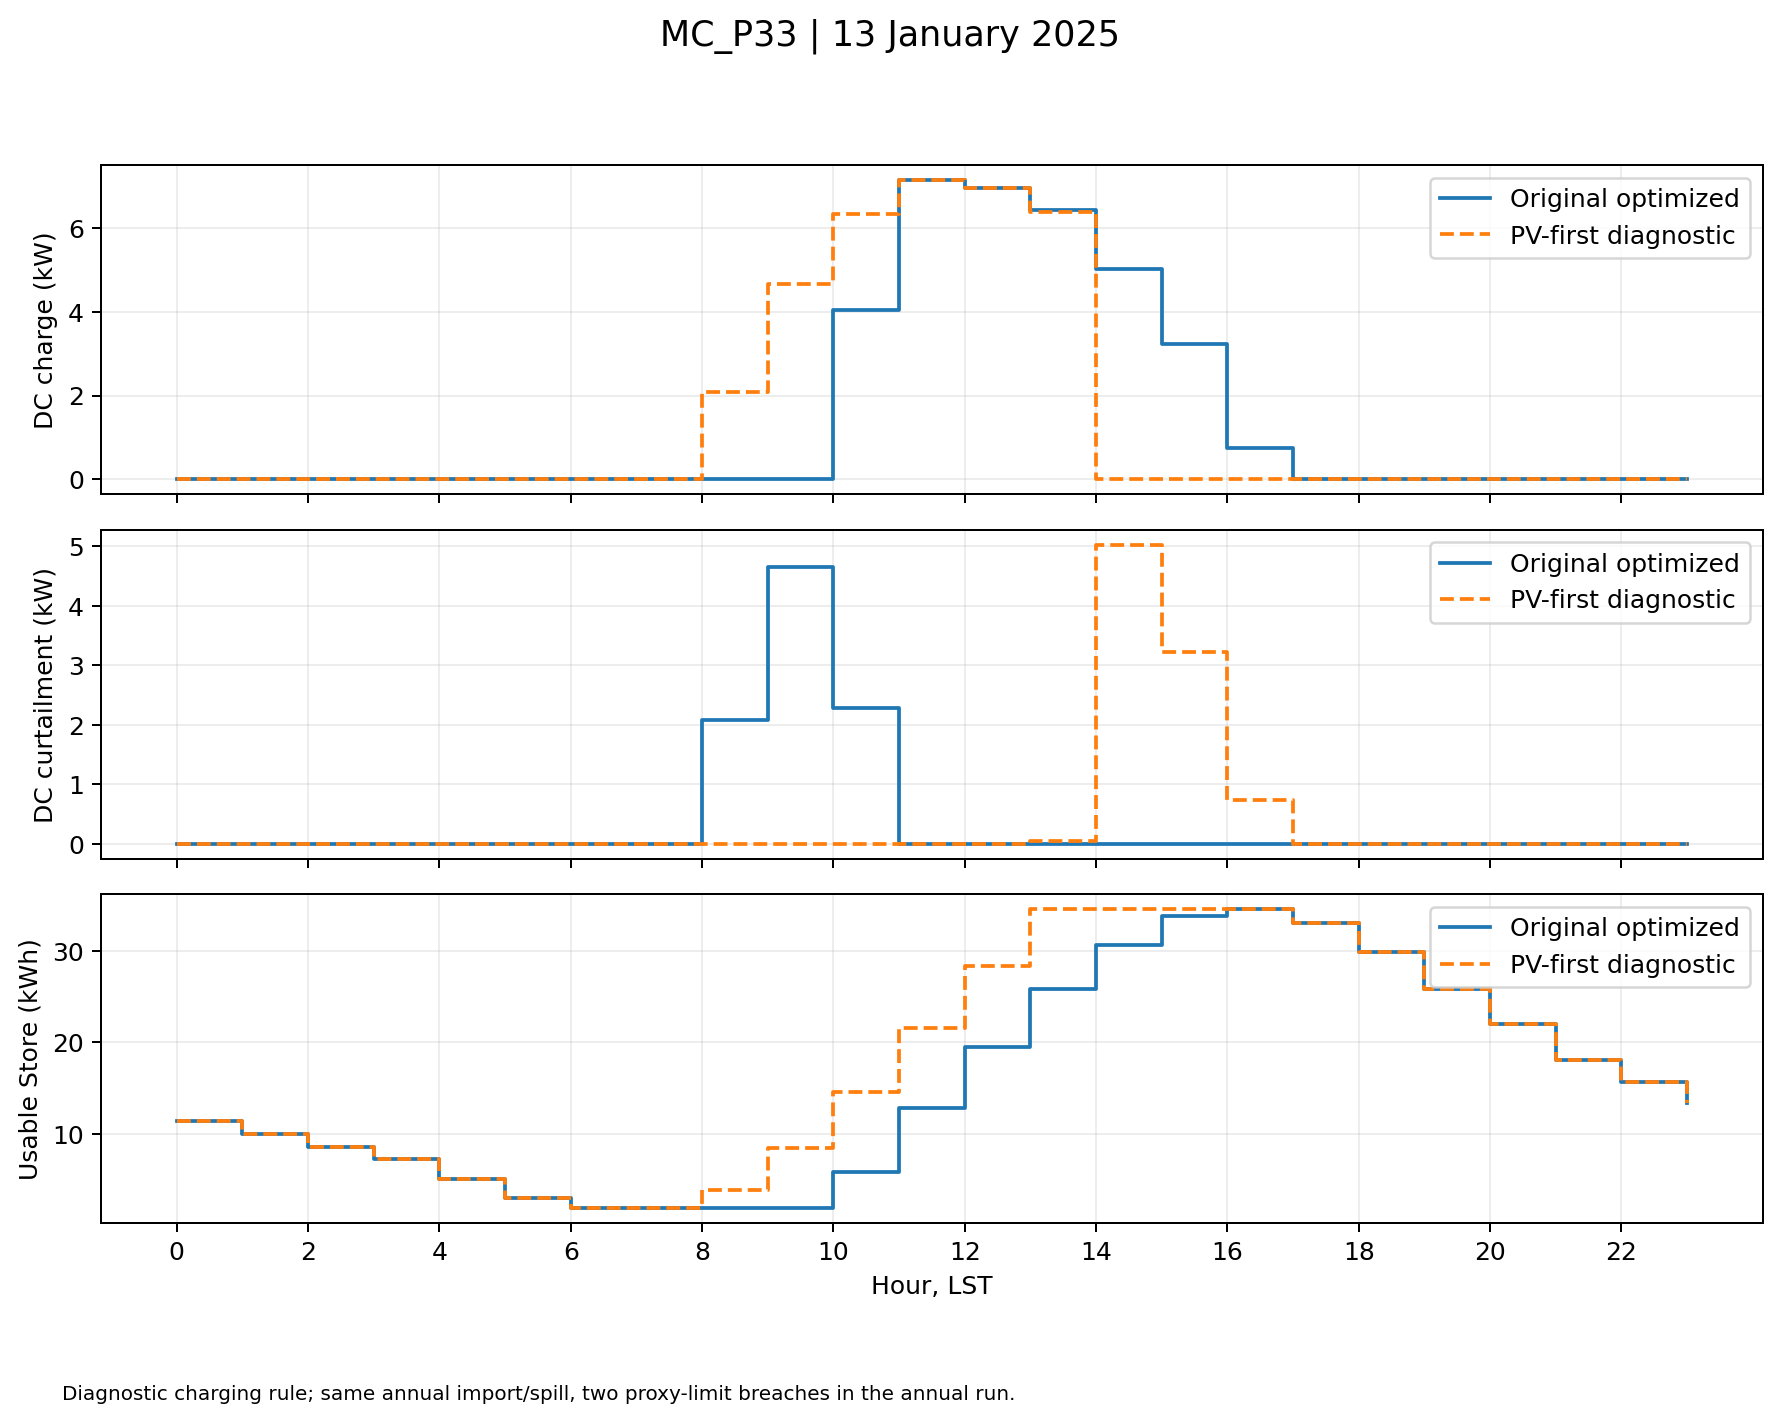 MC_P33 | 13 January 2025
DC charge (kW)
6
4
2
0
Original optimized
PV-first diagnostic
DC curtailment (kW)
5
4
3
2
1
0
Original optimized
PV-first diagnostic
Usable Store (kWh)
30
20
10
Original optimized
PV-first diagnostic
0 2 4 6 8 10 12 14 16 18 20 22
Hour, LST
Diagnostic charging rule; same annual import/spill, two proxy-limit breaches in the annual run.